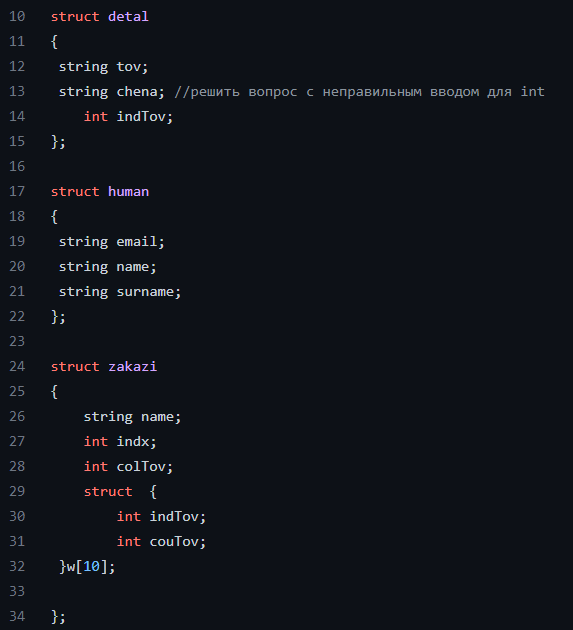 10 struct detal
11 {
12 string tov;
13 string chena; //решить вопрос с неправильным вводом для int
14 int indTov;
15 };
16
17 struct human
18 {
19 string email;
20 string name;
21 string surname;
22 };
23
24 struct zakazi
25 {
26 string name;
27 int indx;
28 int colTov;
29 struct  {
30 int indTov;
31 int couTov;
32 }w[10];
33
34 };